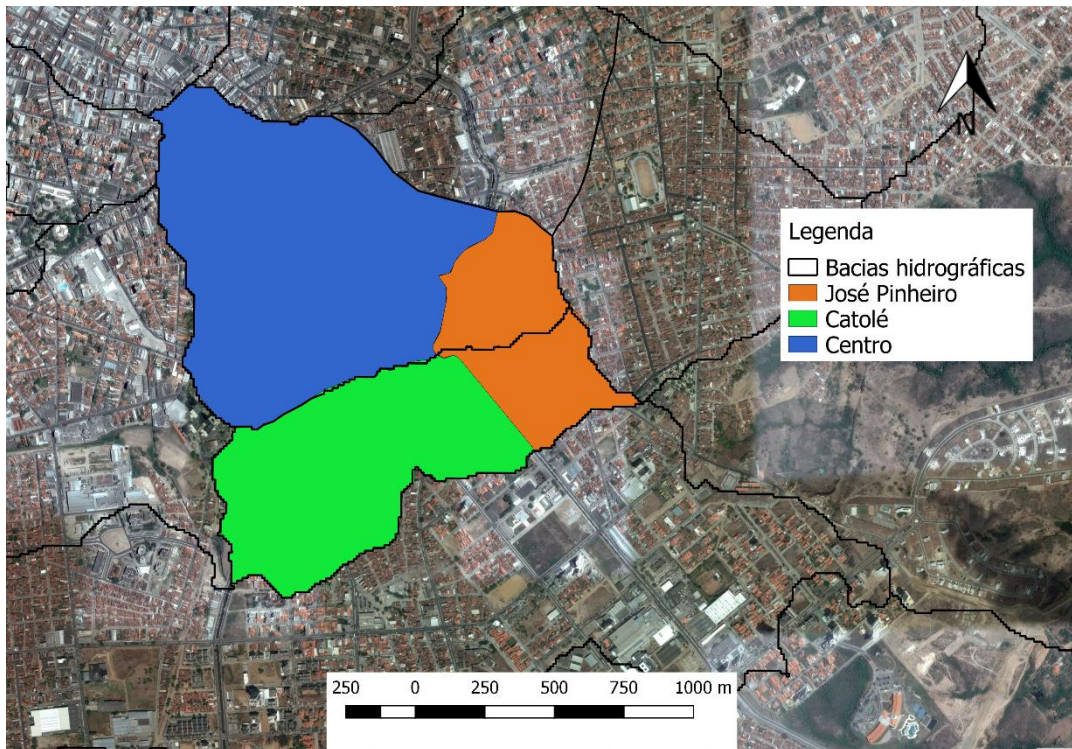 N
Legenda
Bacias hidrográficas
José Pinheiro
Catolé
Centro
250 0 250 500 750 1000 m